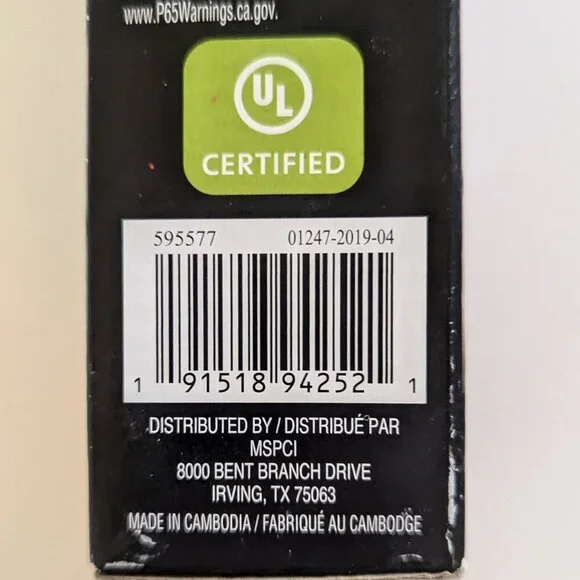 www.P65Warnings.ca.gov.
UL
CERTIFIED
595577 01247-2019-04
1 91518 94252 1
DISTRIBUTED BY / DISTRIBUÉ PAR
MSPCI
8000 BENT BRANCH DRIVE
IRVING, TX 75063
MADE IN CAMBODIA / FABRIQUÉ AU CAMBODGE